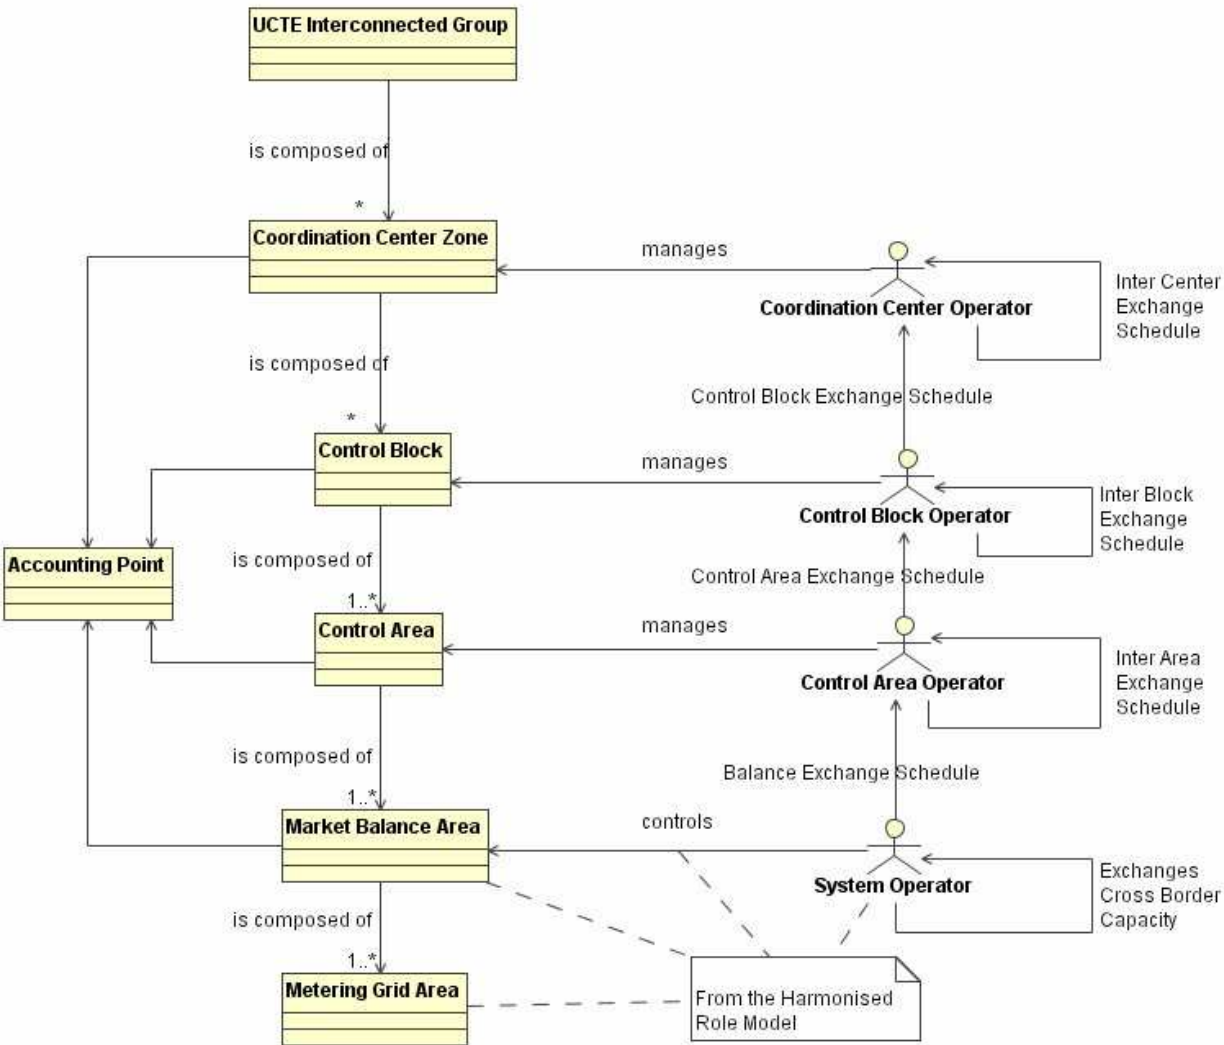 UCTE Interconnected Group
is composed of
*
Coordination Center Zone
manages
Coordination Center Operator
Inter Center
Exchange
Schedule
is composed of
*
Control Block Exchange Schedule
Control Block
manages
Control Block Operator
Inter Block
Exchange
Schedule
Accounting Point
is composed of
1..*
Control Area Exchange Schedule
Control Area
manages
Control Area Operator
Inter Area
Exchange
Schedule
is composed of
1..*
Balance Exchange Schedule
Market Balance Area
controls
System Operator
Exchanges
Cross Border
Capacity
is composed of
1..*
Metering Grid Area
From the Harmonised
Role Model